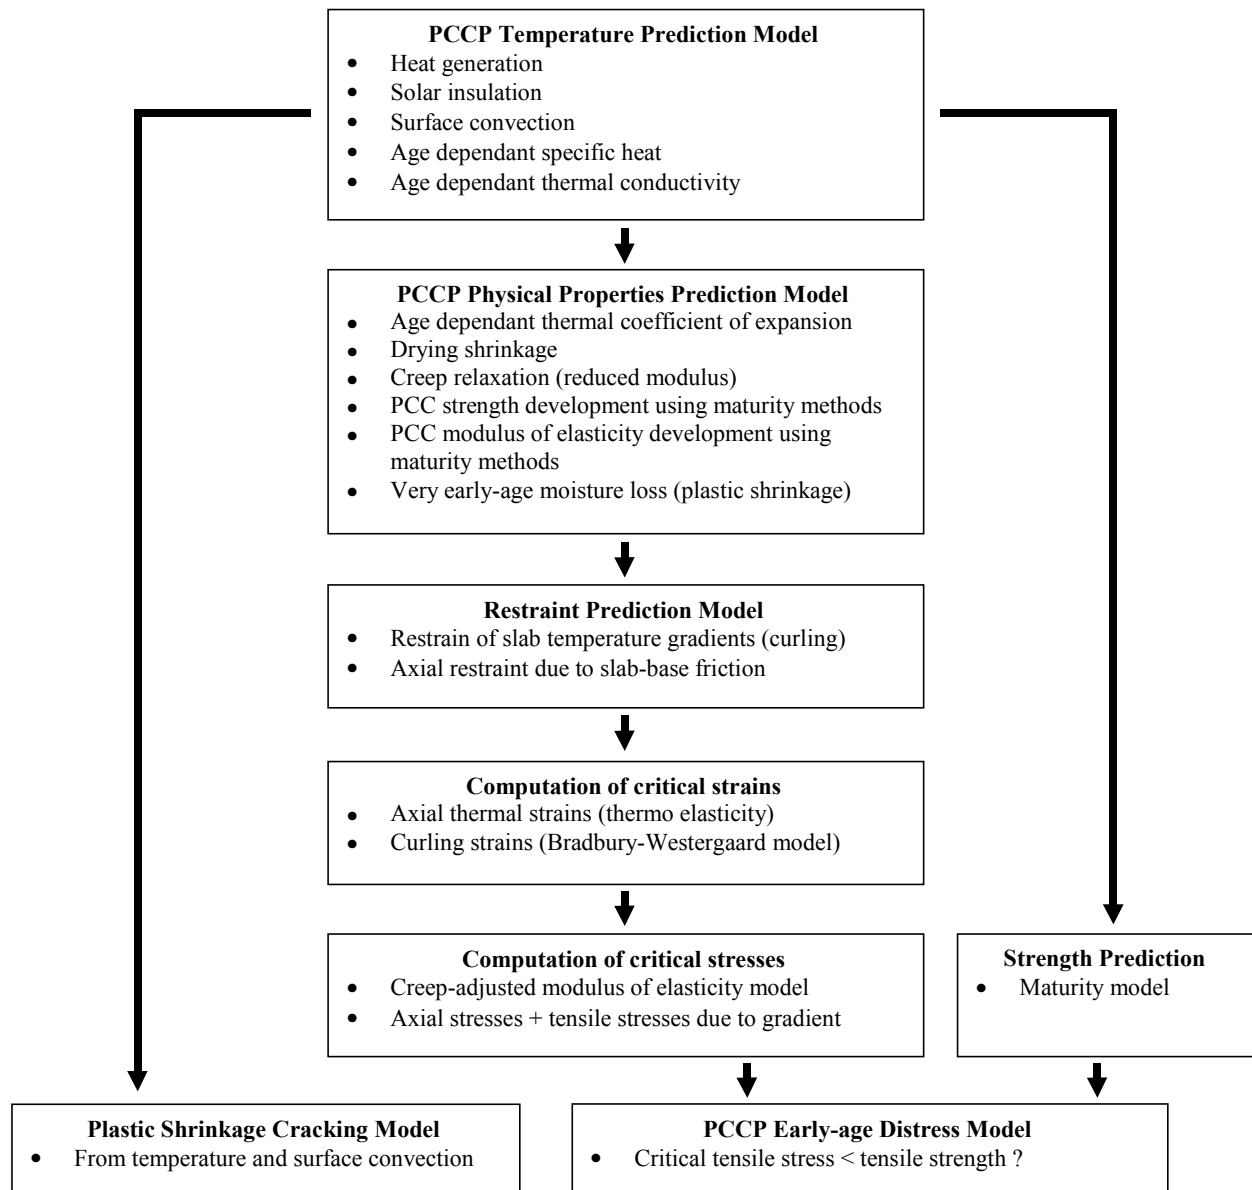 PCCP Temperature Prediction Model
• Heat generation
• Solar insulation
• Surface convection
• Age dependant specific heat
• Age dependant thermal conductivity
PCCP Physical Properties Prediction Model
• Age dependant thermal coefficient of expansion
• Drying shrinkage
• Creep relaxation (reduced modulus)
• PCC strength development using maturity methods
• PCC modulus of elasticity development using
maturity methods
• Very early-age moisture loss (plastic shrinkage)
Restraint Prediction Model
• Restrain of slab temperature gradients (curling)
• Axial restraint due to slab-base friction
Computation of critical strains
• Axial thermal strains (thermo elasticity)
• Curling strains (Bradbury-Westergaard model)
Computation of critical stresses
• Creep-adjusted modulus of elasticity model
• Axial stresses + tensile stresses due to gradient
Strength Prediction
• Maturity model
Plastic Shrinkage Cracking Model
• From temperature and surface convection
PCCP Early-age Distress Model
• Critical tensile stress < tensile strength ?